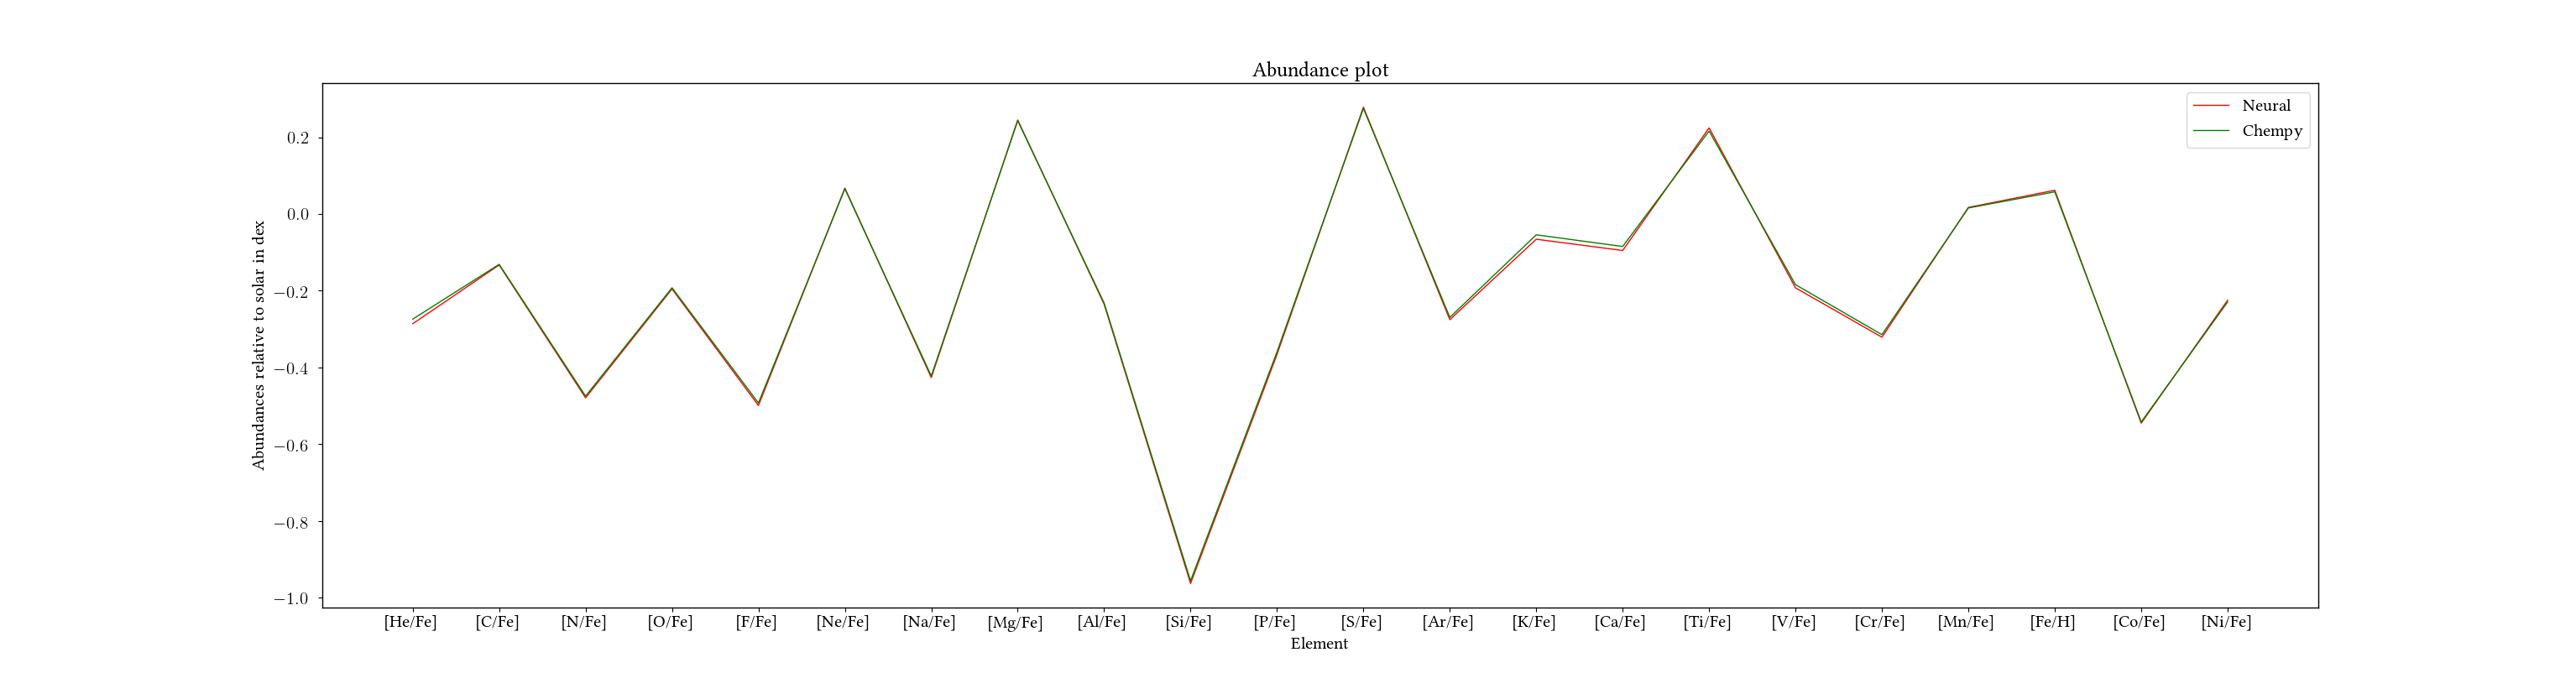 Abundance plot
Neural
Chempy
Abundances relative to solar in dex
0.2
0.0
−0.2
−0.4
−0.6
−0.8
−1.0
[He/Fe] [C/Fe] [N/Fe] [O/Fe] [F/Fe] [Ne/Fe] [Na/Fe] [Mg/Fe] [Al/Fe] [Si/Fe] [P/Fe] [S/Fe] [Ar/Fe] [K/Fe] [Ca/Fe] [Ti/Fe] [V/Fe] [Cr/Fe] [Mn/Fe] [Fe/H] [Co/Fe] [Ni/Fe]
Element